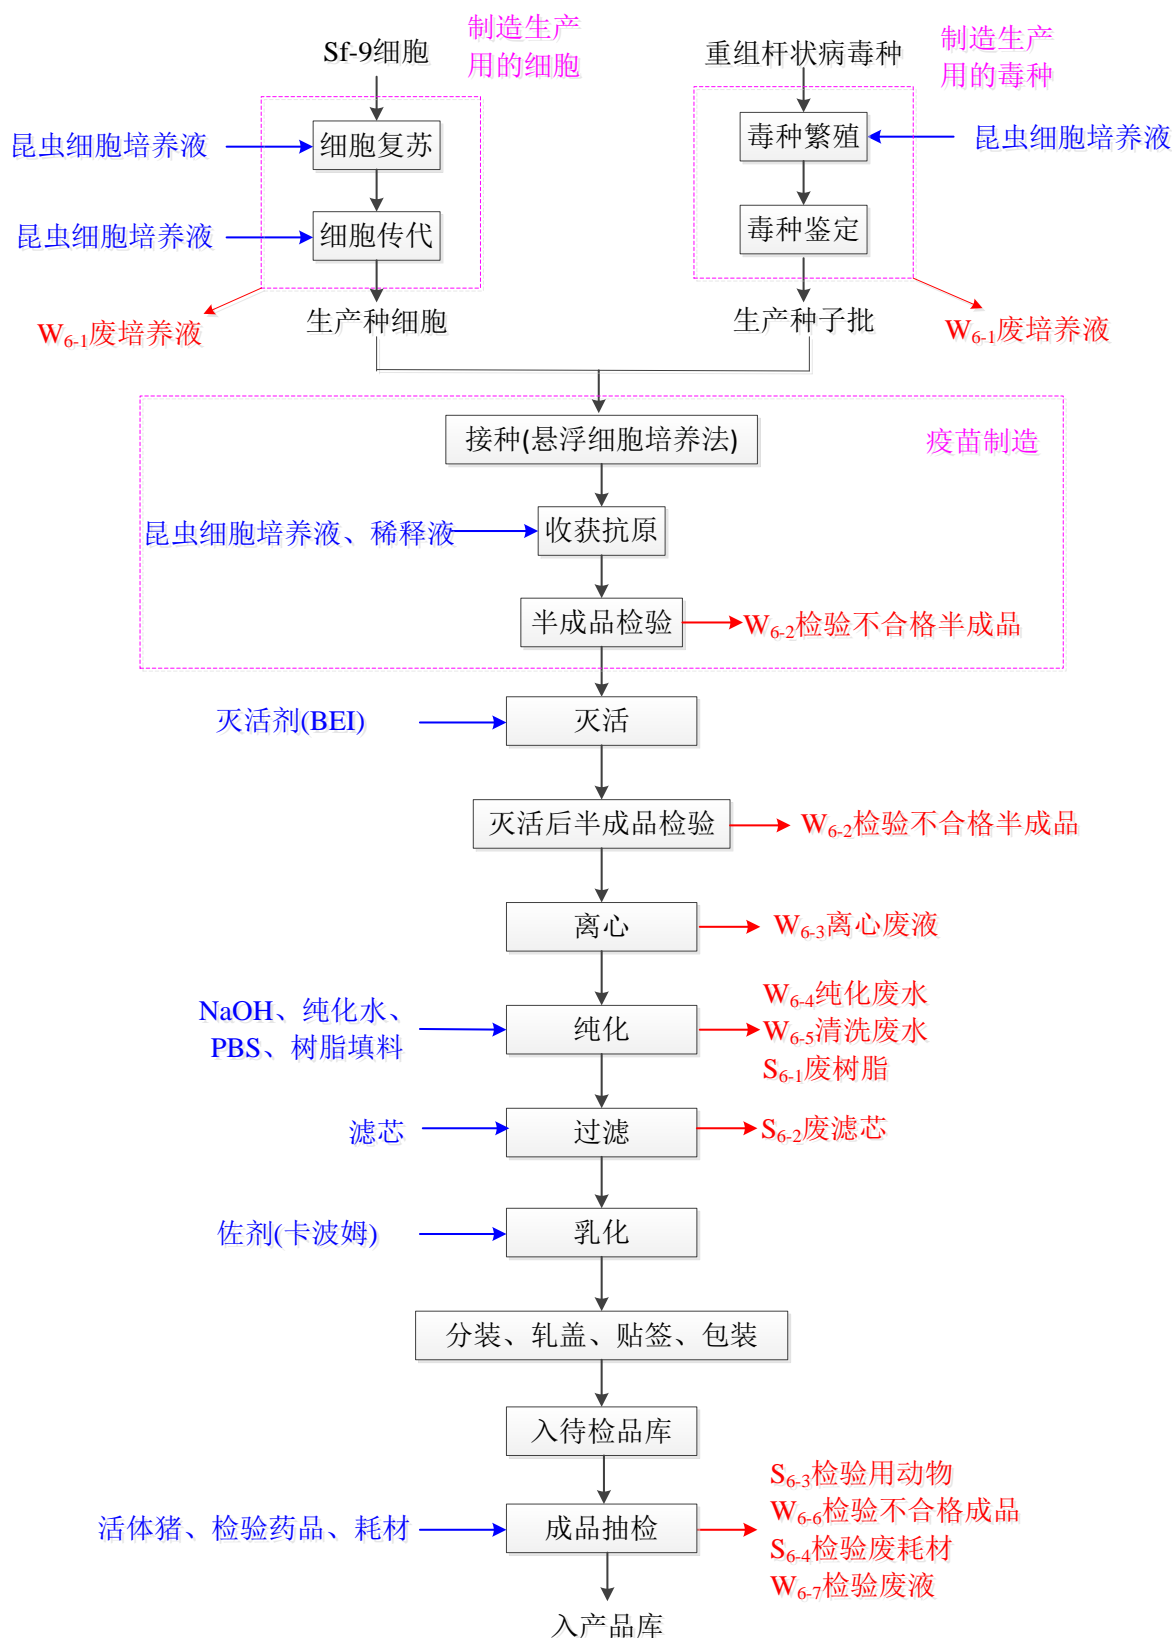 Sf-9细胞
制造生产
用的细胞
重组杆状病毒种
制造生产
用的毒种
昆虫细胞培养液
细胞复苏
毒种繁殖
昆虫细胞培养液
昆虫细胞培养液
细胞传代
毒种鉴定
W6-1废培养液
生产种细胞
生产种子批
W6-1废培养液
接种(悬浮细胞培养法)
疫苗制造
昆虫细胞培养液、稀释液
收获抗原
半成品检验
W6-2检验不合格半成品
灭活剂(BEI)
灭活
灭活后半成品检验
W6-2检验不合格半成品
离心
W6-3离心废液
NaOH、纯化水、
PBS、树脂填料
纯化
W6-4纯化废水
W6-5清洗废水
S6-1废树脂
滤芯
过滤
S6-2废滤芯
佐剂(卡波姆)
乳化
分装、轧盖、贴签、包装
入待检品库
活体猪、检验药品、耗材
成品抽检
S6-3检验用动物
W6-6检验不合格成品
S6-4检验废耗材
W6-7检验废液
入产品库